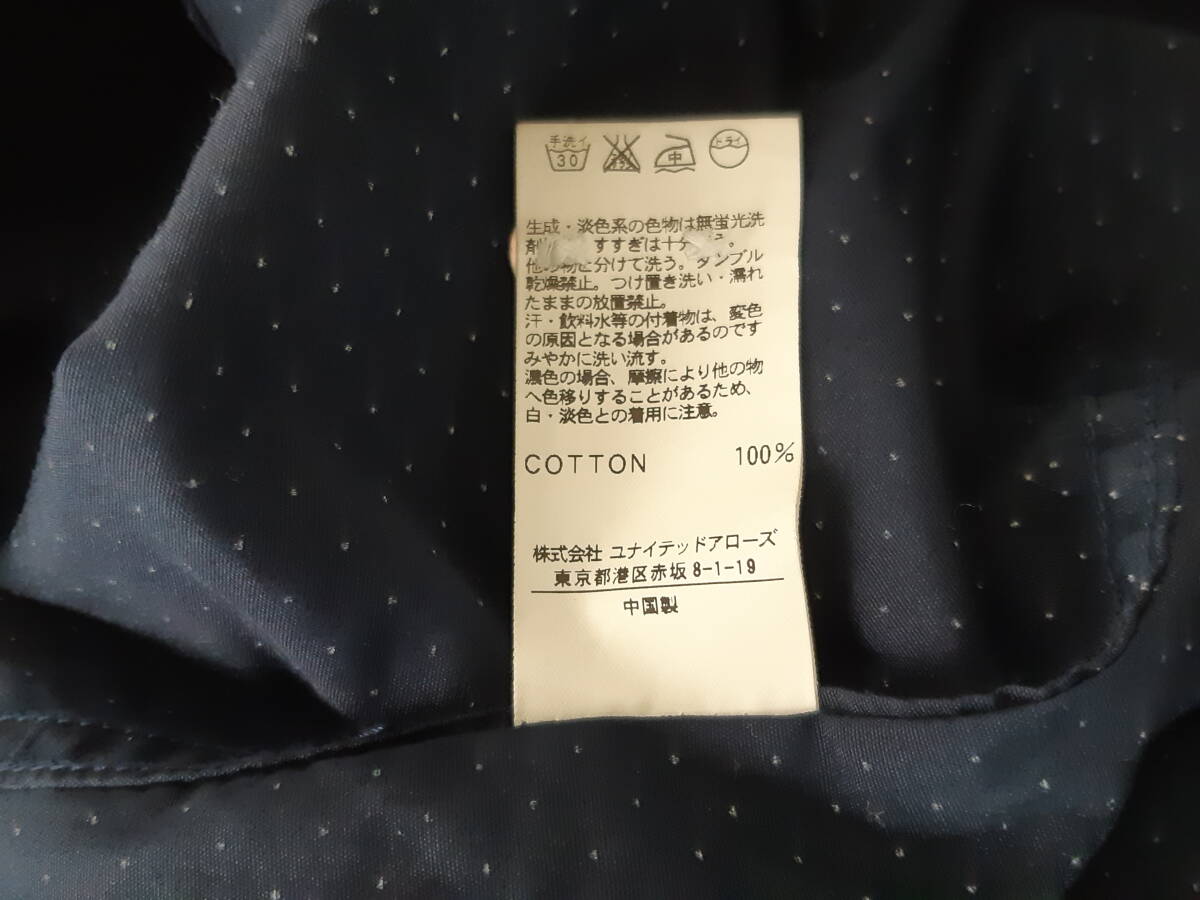 手洗イ 30 中 ドライ
生成・淡色系の色物は無蛍光洗
剤 すすぎは十分
他の物と分けて洗う。タンブル
乾燥禁止。つけ置き洗い・濡れ
たままの放置禁止。
汗・飲料水等の付着物は、変色
の原因となる場合があるのです
みやかに洗い流す。
濃色の場合、摩擦により他の物
へ色移りすることがあるため、
白・淡色との着用に注意。
COTTON 100%
株式会社 ユナイテッドアローズ
東京都港区赤坂 8-1-19
中国製